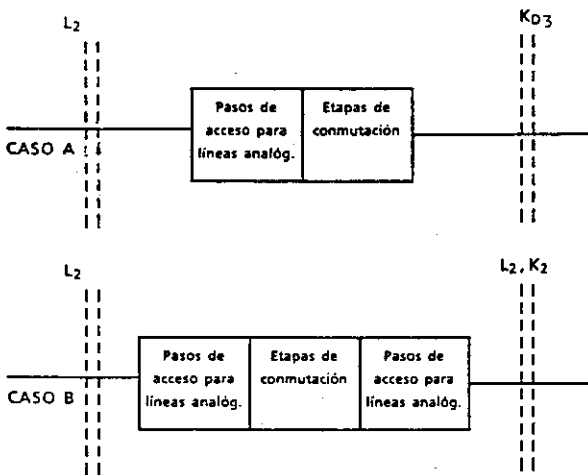 L2
KD3
Pasos de
acceso para
líneas analóg.
Etapas de
conmutación
CASO A
L2
L2, K2
Pasos de
acceso para
líneas analóg.
Etapas de
conmutación
Pasos de
acceso para
líneas analóg.
CASO B